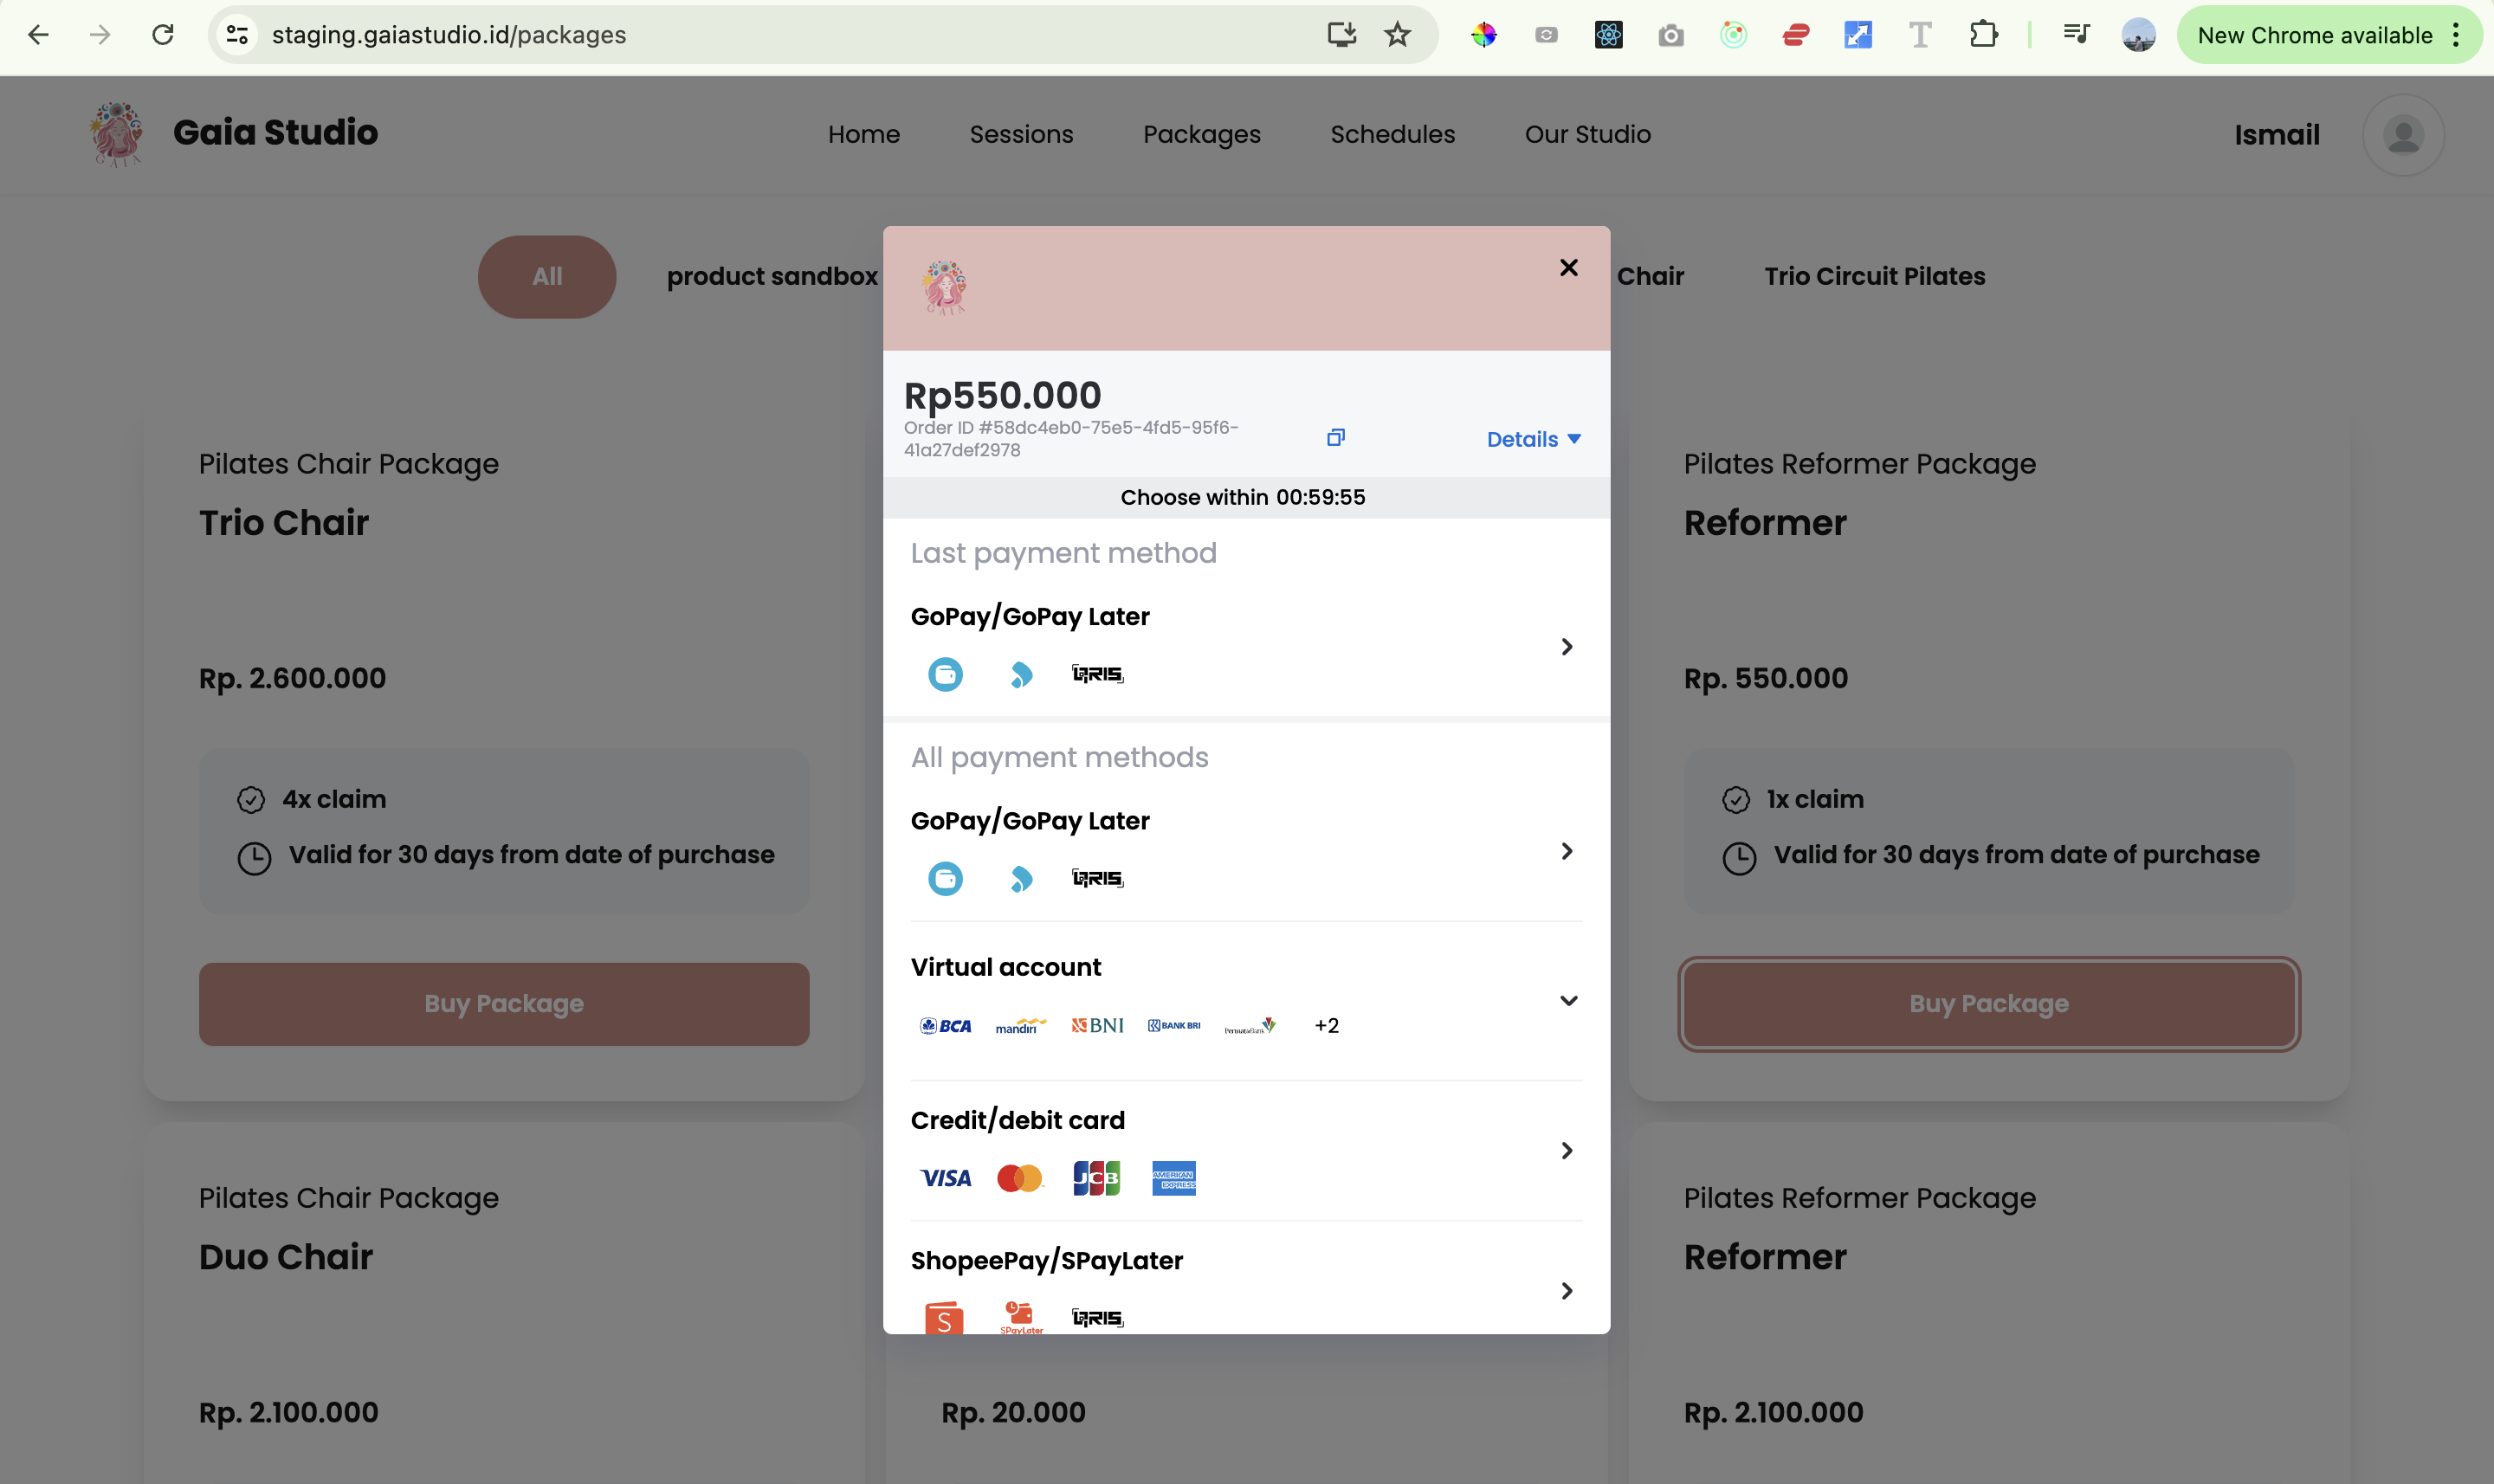 staging.gaiastudio.id/packages
New Chrome available
GAIA
Gaia Studio
Home
Sessions
Packages
Schedules
Our Studio
Ismail
All
product sandbox
Chair
Trio Circuit Pilates
GAIA
Rp550.000
Order ID #58dc4eb0-75e5-4fd5-95f6-
41a27def2978
Details
Choose within 00:59:55
Last payment method
GoPay/GoPay Later
QRIS
All payment methods
GoPay/GoPay Later
QRIS
Virtual account
BCA
mandiri
BNI
BANK BRI
PermataBank
+2
Credit/debit card
VISA
JCB
AMERICAN
EXPRESS
ShopeePay/SPayLater
S
SPayLater
QRIS
Pilates Chair Package
Trio Chair
Rp. 2.600.000
4x claim
Valid for 30 days from date of purchase
Buy Package
Pilates Reformer Package
Reformer
Rp. 550.000
1x claim
Valid for 30 days from date of purchase
Buy Package
Pilates Chair Package
Duo Chair
Rp. 2.100.000
Rp. 20.000
Pilates Reformer Package
Reformer
Rp. 2.100.000